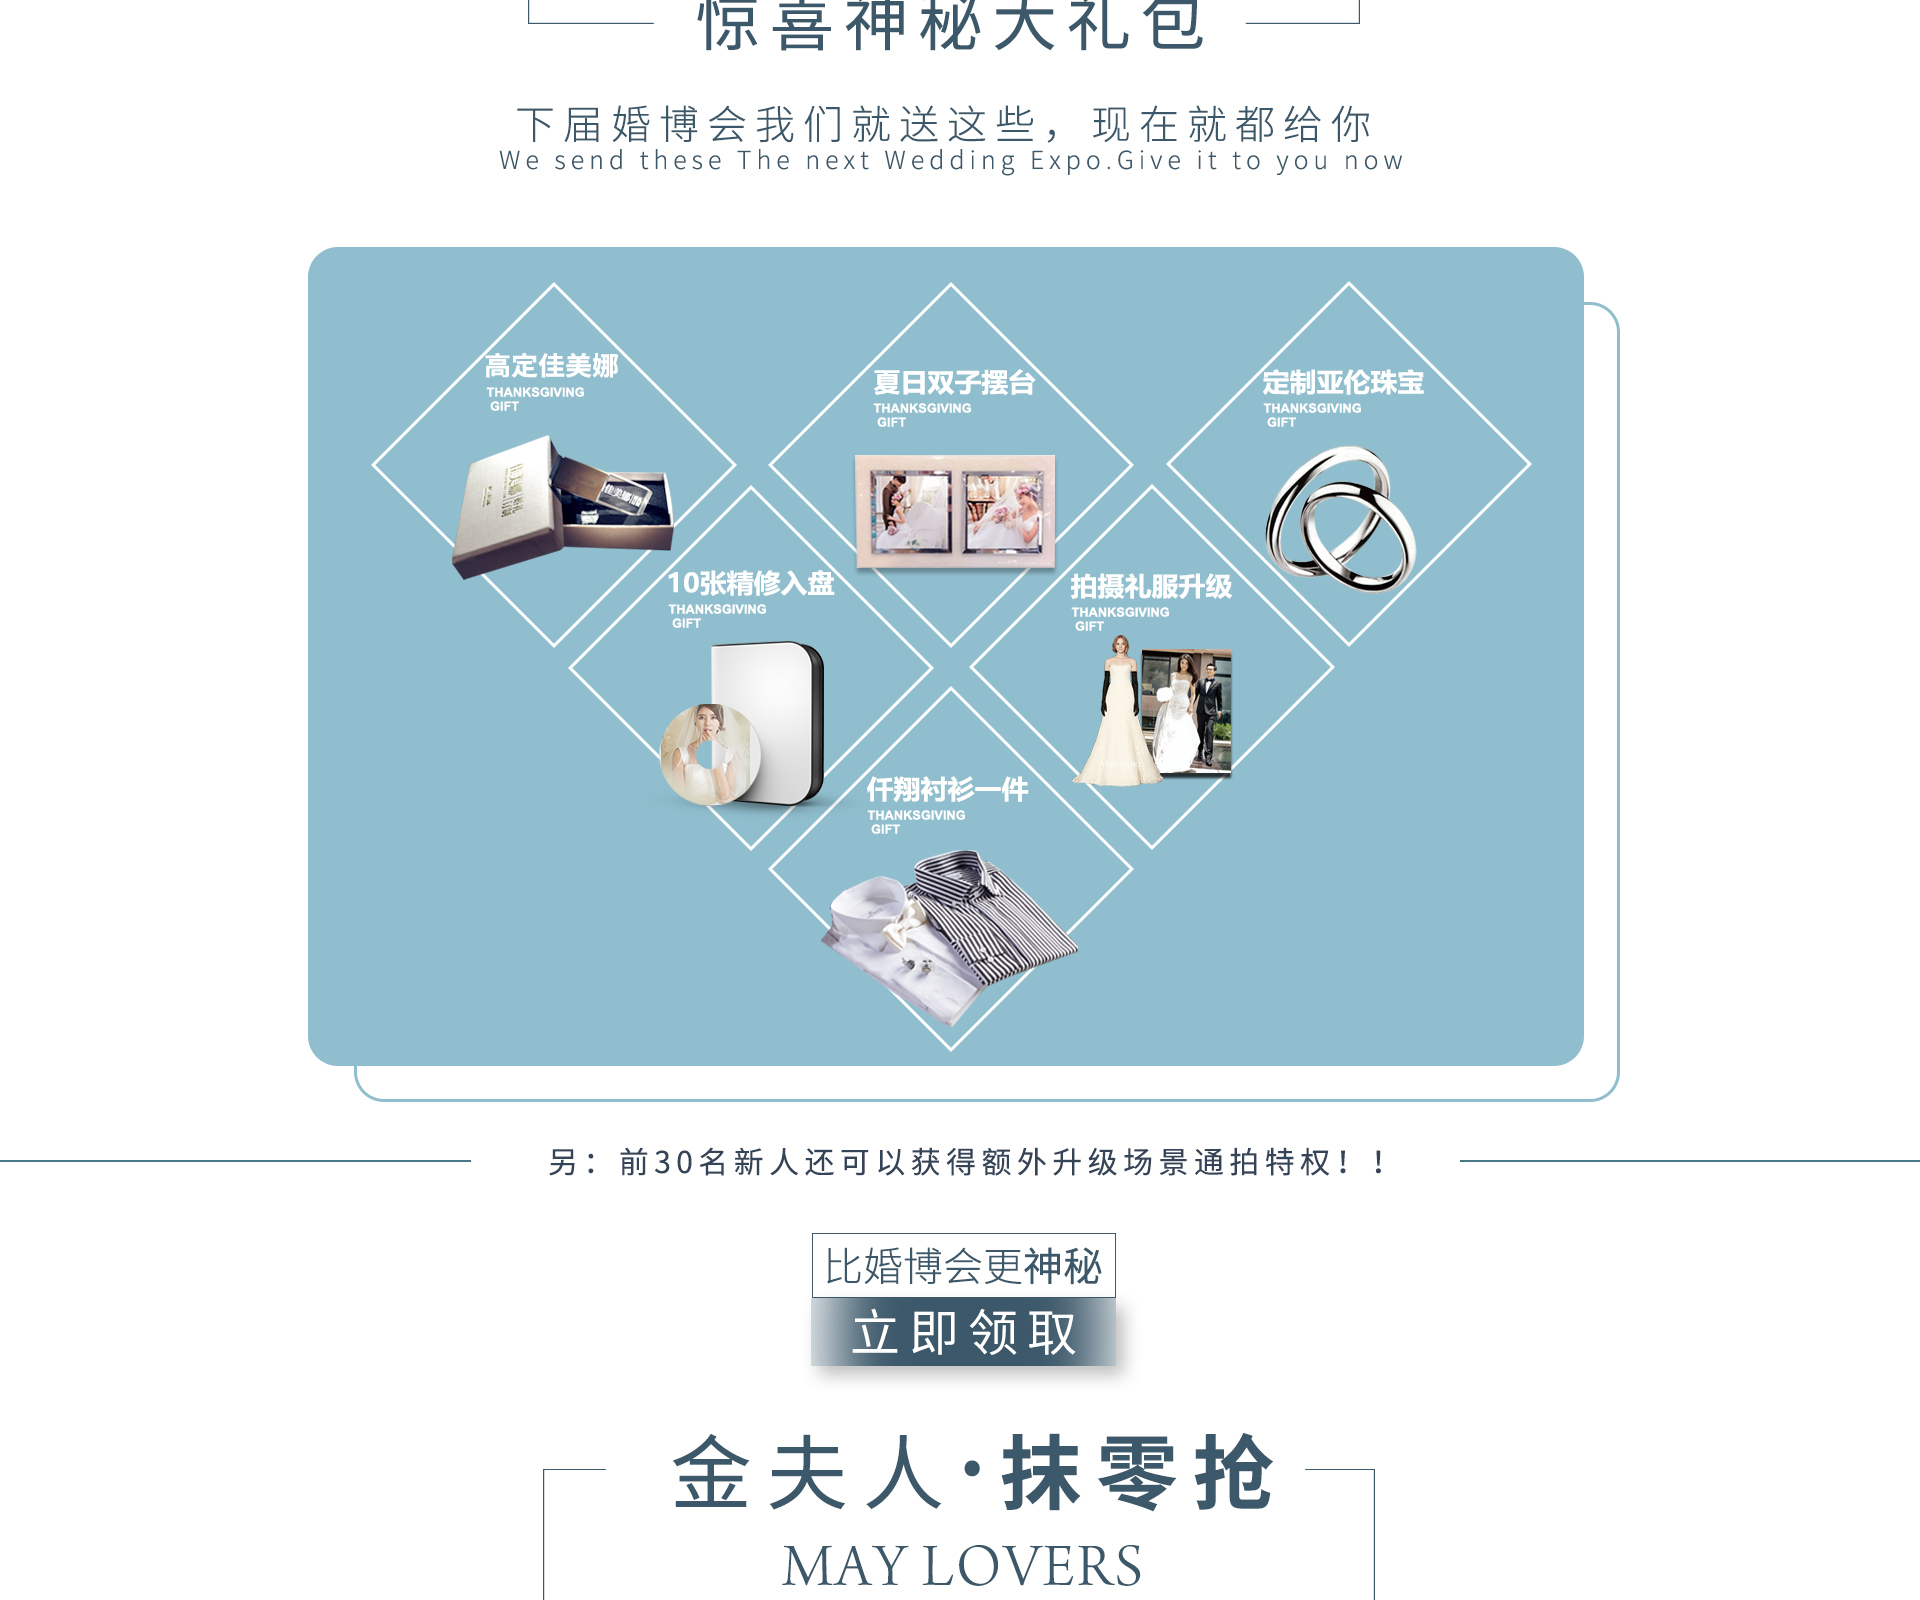 惊喜神秘大礼包
下届婚博会我们就送这些，现在就都给你
We send these The next Wedding Expo.Give it to you now
高定佳美娜
THANKSGIVING
GIFT
夏日双子摆台
THANKSGIVING
GIFT
定制亚伦珠宝
THANKSGIVING
GIFT
10张精修入盘
THANKSGIVING
GIFT
拍摄礼服升级
THANKSGIVING
GIFT
仟翔衬衫一件
THANKSGIVING
GIFT
另：前30名新人还可以获得额外升级场景通拍特权！！
比婚博会更神秘
立即领取
金夫人·抹零抢
MAY LOVERS